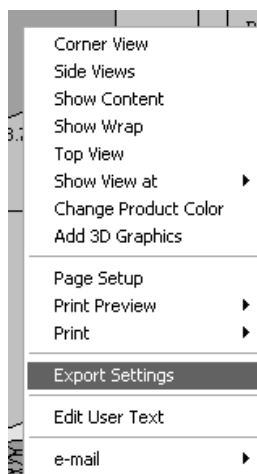 Corner View
Side Views
Show Content
Show Wrap
Top View
Show View at
Change Product Color
Add 3D Graphics
Page Setup
Print Preview
Print
Export Settings
Edit User Text
e-mail